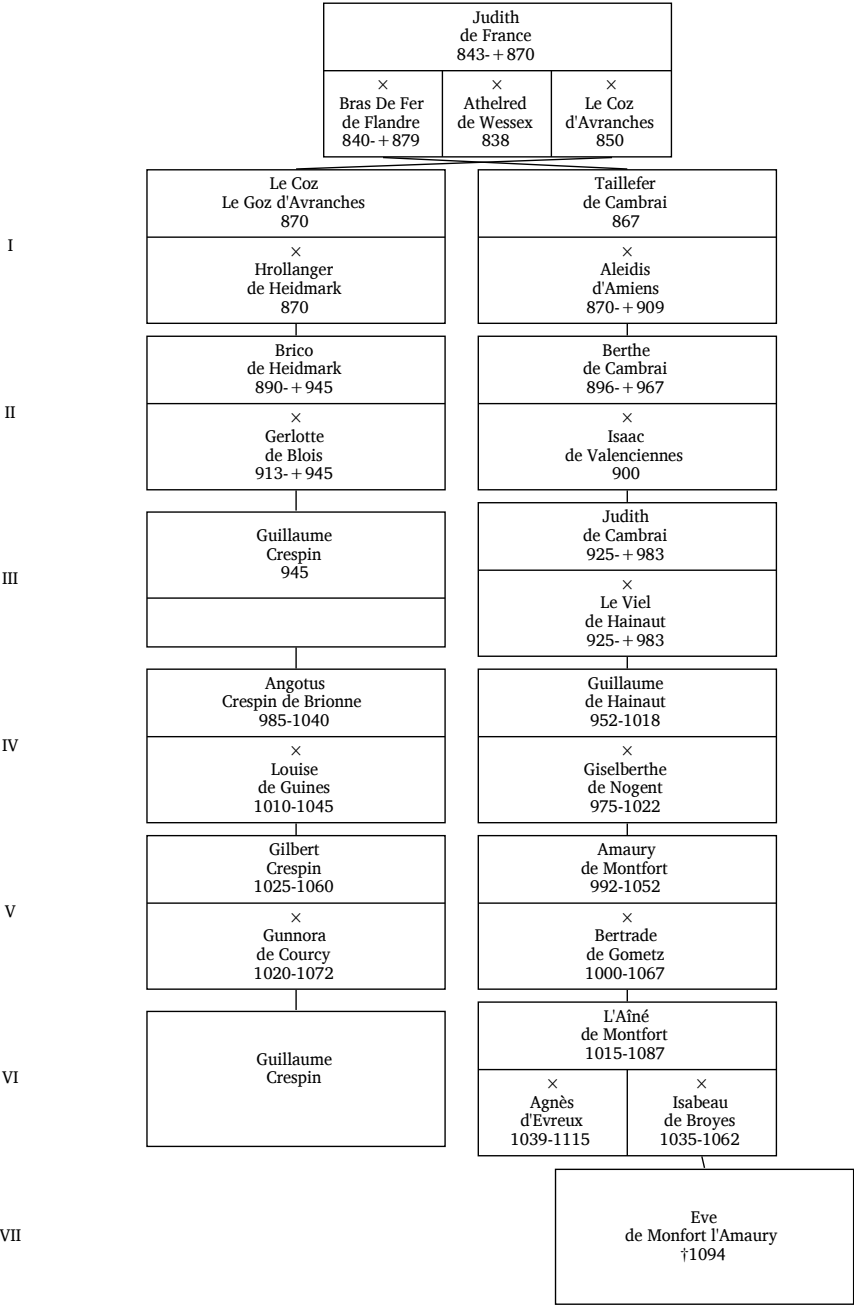 Judith
de France
843-+870
×
Bras De Fer
de Flandre
840-+879
×
Athelred
de Wessex
838
×
Le Coz
d'Avranches
850
I
Le Coz
Le Goz d'Avranches
870
×
Hrollanger
de Heidmark
870
Taillefer
de Cambrai
867
×
Aleidis
d'Amiens
870-+909
II
Brico
de Heidmark
890-+945
×
Gerlotte
de Blois
913-+945
Berthe
de Cambrai
896-+967
×
Isaac
de Valenciennes
900
III
Guillaume
Crespin
945
Judith
de Cambrai
925-+983
×
Le Viel
de Hainaut
925-+983
IV
Angotus
Crespin de Brionne
985-1040
×
Louise
de Guines
1010-1045
Guillaume
de Hainaut
952-1018
×
Giselberthe
de Nogent
975-1022
V
Gilbert
Crespin
1025-1060
×
Gunnora
de Courcy
1020-1072
Amaury
de Montfort
992-1052
×
Bertrade
de Gometz
1000-1067
VI
Guillaume
Crespin
L'Aîné
de Montfort
1015-1087
×
Agnès
d'Evreux
1039-1115
×
Isabeau
de Broyes
1035-1062
VII
Eve
de Monfort l'Amaury
†1094